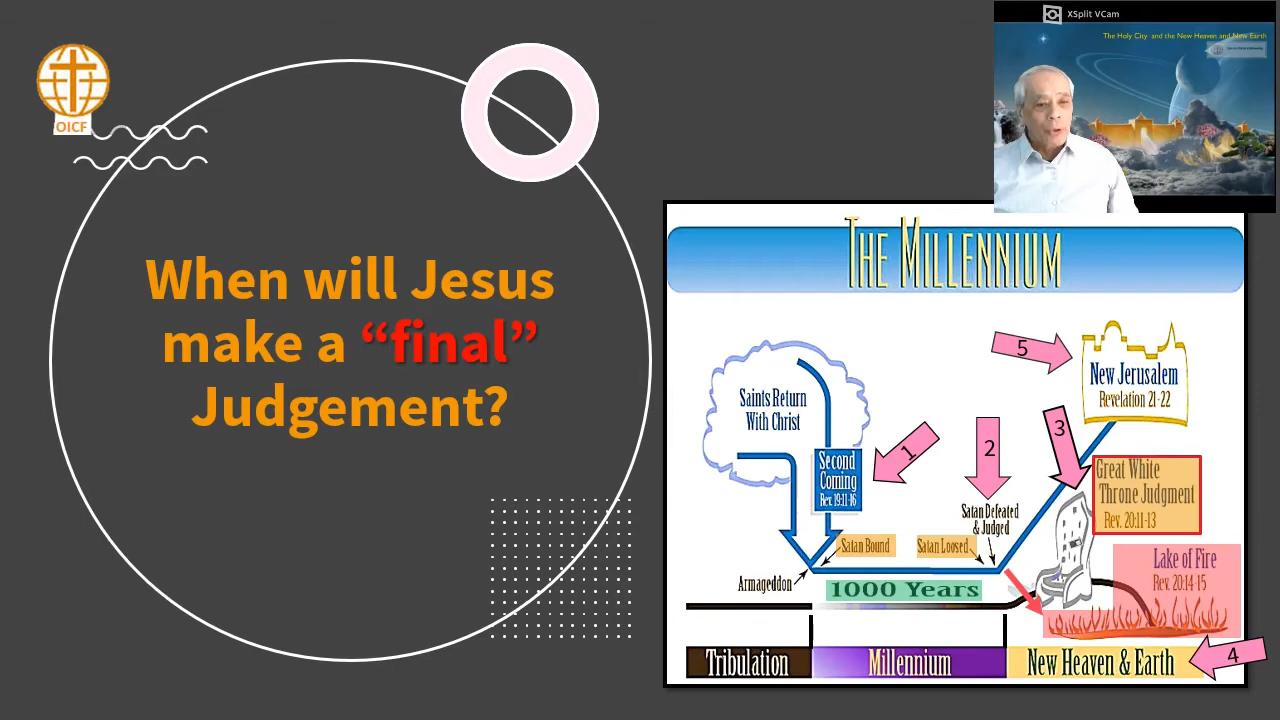 OICF
When will Jesus
make a “final”
Judgement?
XSplit VCam
The Holy City and the New Heaven and New Earth
THE MILLENNIUM
5
New Jerusalem
Revelation 21-22
Saints Return
With Christ
1
2
3
Second
Coming
Rev. 19:11-16
Great White
Throne Judgment
Rev. 20:11-13
Satan Defeated
& Judged
Satan Bound
Satan Loosed
Lake of Fire
Rev. 20:14-15
Armageddon
1000 Years
4
Tribulation
Millennium
New Heaven & Earth